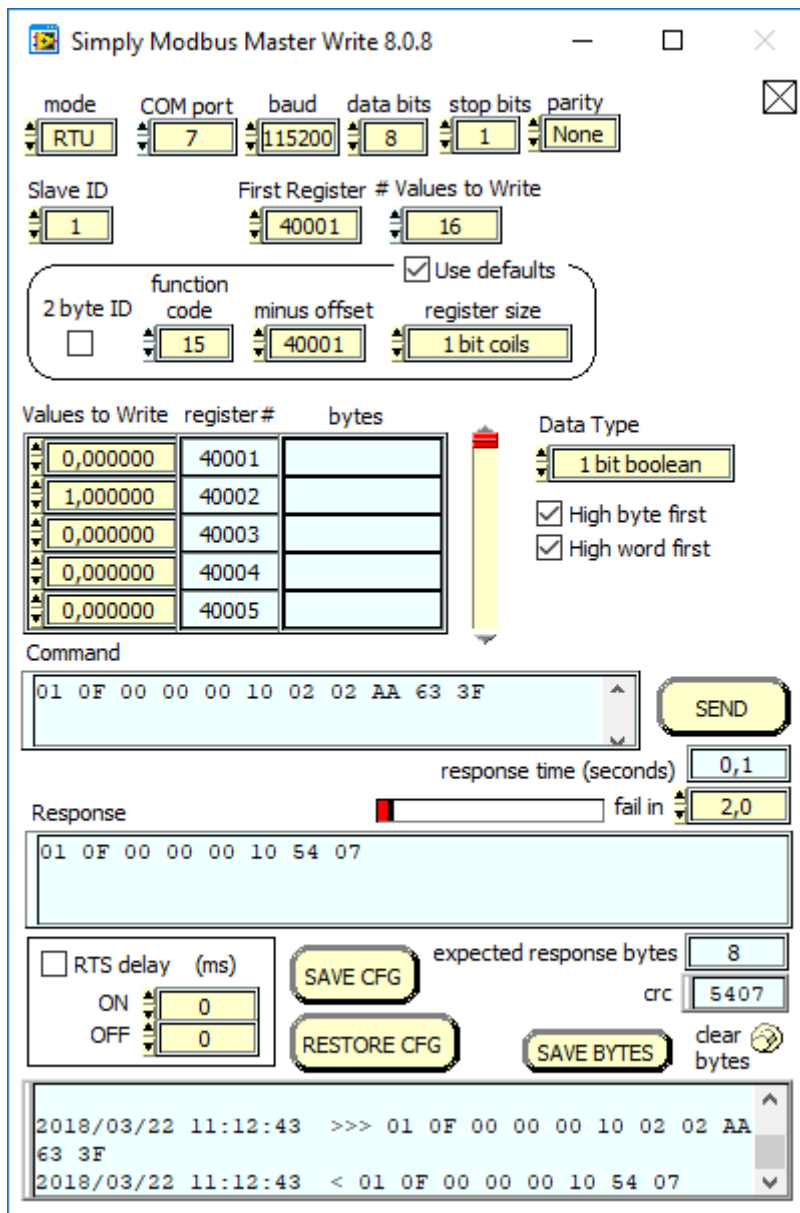 Simply Modbus Master Write 8.0.8
mode COM port baud data bits stop bits parity
RTU 7 115200 8 1 None
Slave ID First Register # Values to Write
1 40001 16
Use defaults
2 byte ID function code minus offset register size
15 40001 1 bit coils
Values to Write register # bytes
0,000000 40001
1,000000 40002
0,000000 40003
0,000000 40004
0,000000 40005
Data Type
1 bit boolean
High byte first
High word first
Command
01 0F 00 00 00 10 02 02 AA 63 3F
SEND
response time (seconds) 0,1
Response fail in 2,0
01 0F 00 00 00 10 54 07
RTS delay (ms)
ON 0
OFF 0
SAVE CFG
RESTORE CFG
expected response bytes 8
crc 5407
SAVE BYTES
clear bytes
2018/03/22 11:12:43 >>> 01 0F 00 00 00 10 02 02 AA
63 3F
2018/03/22 11:12:43 < 01 0F 00 00 00 10 54 07